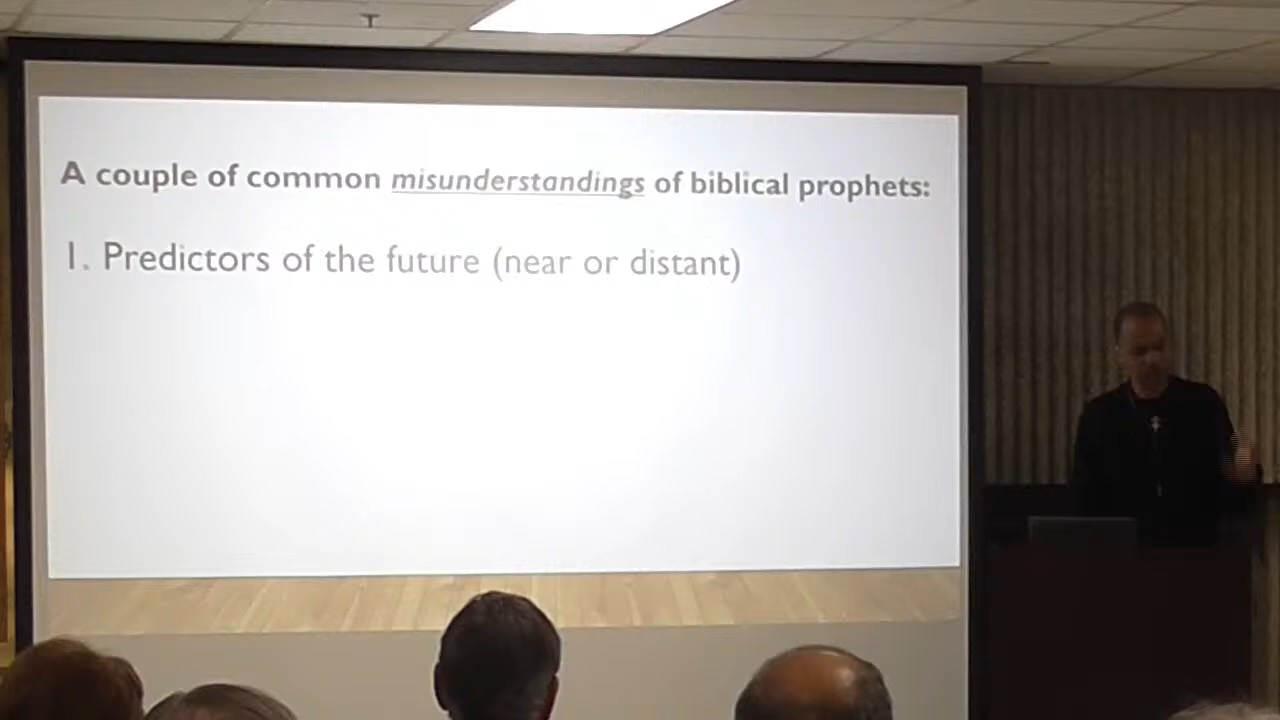 A couple of common misunderstandings of biblical prophets:
1. Predictors of the future (near or distant)